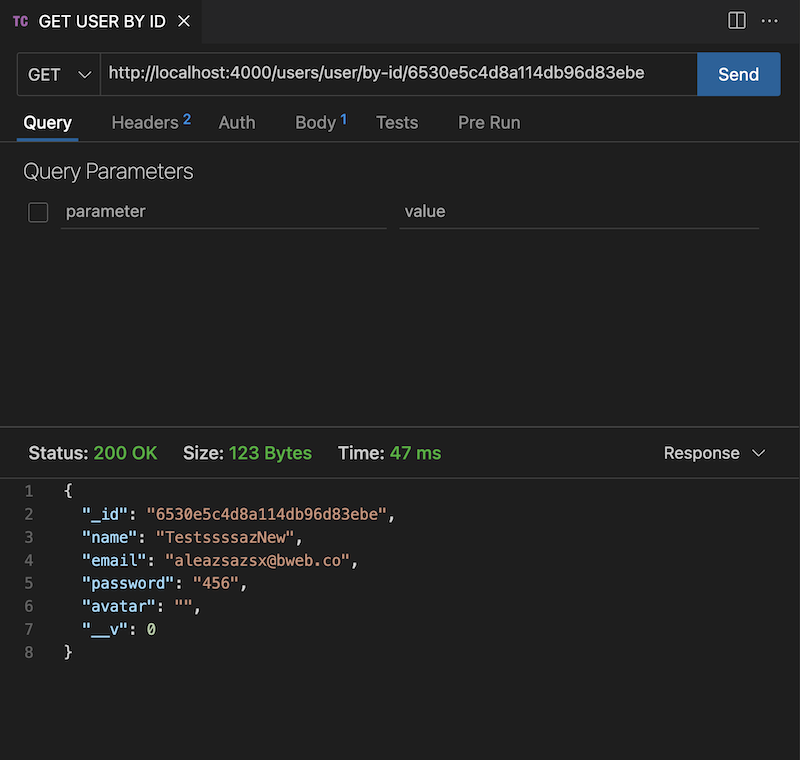 TC GET USER BY ID
GET http://localhost:4000/users/user/by-id/6530e5c4d8a114db96d83ebe Send
Query Headers 2 Auth Body 1 Tests Pre Run
Query Parameters
parameter value
Status: 200 OK Size: 123 Bytes Time: 47 ms Response
1 {
2 "_id": "6530e5c4d8a114db96d83ebe",
3 "name": "TestssssazNew",
4 "email": "aleazsazsx@bweb.co",
5 "password": "456",
6 "avatar": "",
7 "__v": 0
8 }